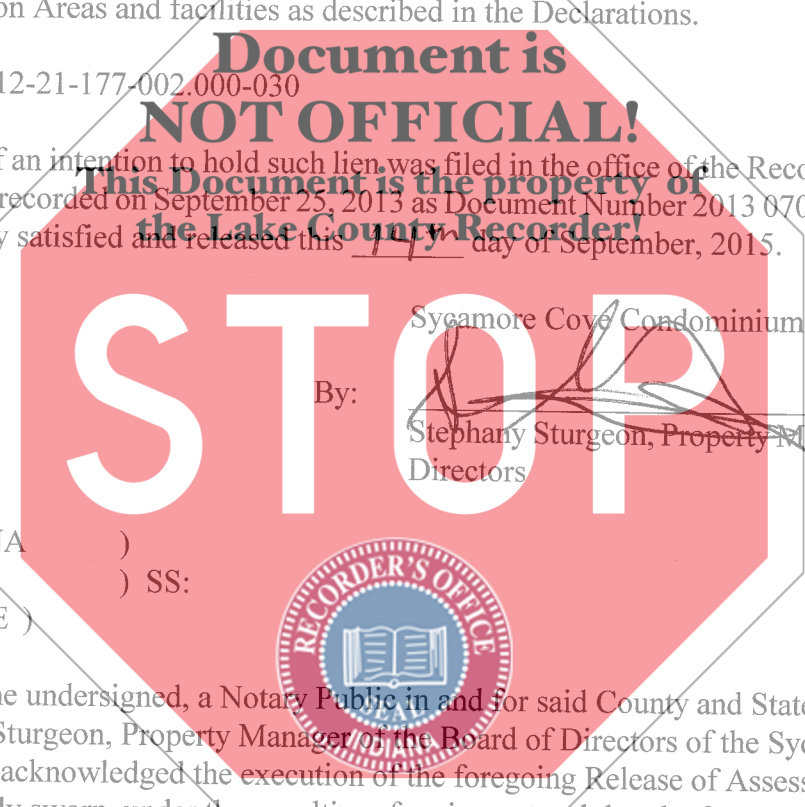 on Areas and facilities as described in the Declarations.
Document is
12-21-177-002.000-030
NOT OFFICIAL!
f an intention to hold such lien was filed in the office of the Reco
This Document is the property of
recorded on September 25, 2013 as Document Number 2013 070
the Lake County Recorder!
y satisfied and released this 14th day of September, 2015.
STOP
Sycamore Cove Condominium
By:
Stephany Sturgeon, Property M
Directors
NA )
) SS:
E )
RECORDER'S OFFICE
SEAL
ne undersigned, a Notary Public in and for said County and State
Sturgeon, Property Manager of the Board of Directors of the Syc
acknowledged the execution of the foregoing Release of Assess